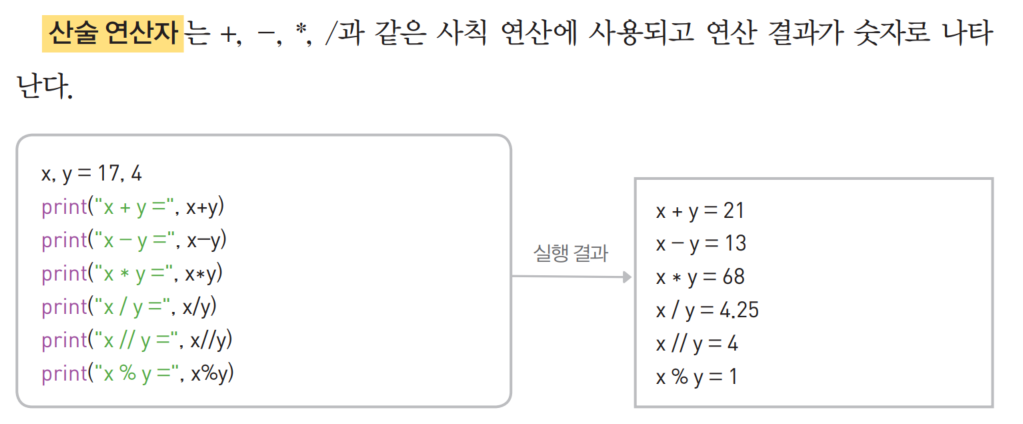 산술 연산자는 +, −, *, /과 같은 사칙 연산에 사용되고 연산 결과가 숫자로 나타
난다.
x, y = 17, 4
print("x + y =", x+y)
print("x − y =", x−y)
print("x * y =", x*y)
print("x / y =", x/y)
print("x // y =", x//y)
print("x % y =", x%y)
실행 결과
x + y = 21
x − y = 13
x * y = 68
x / y = 4.25
x // y = 4
x % y = 1